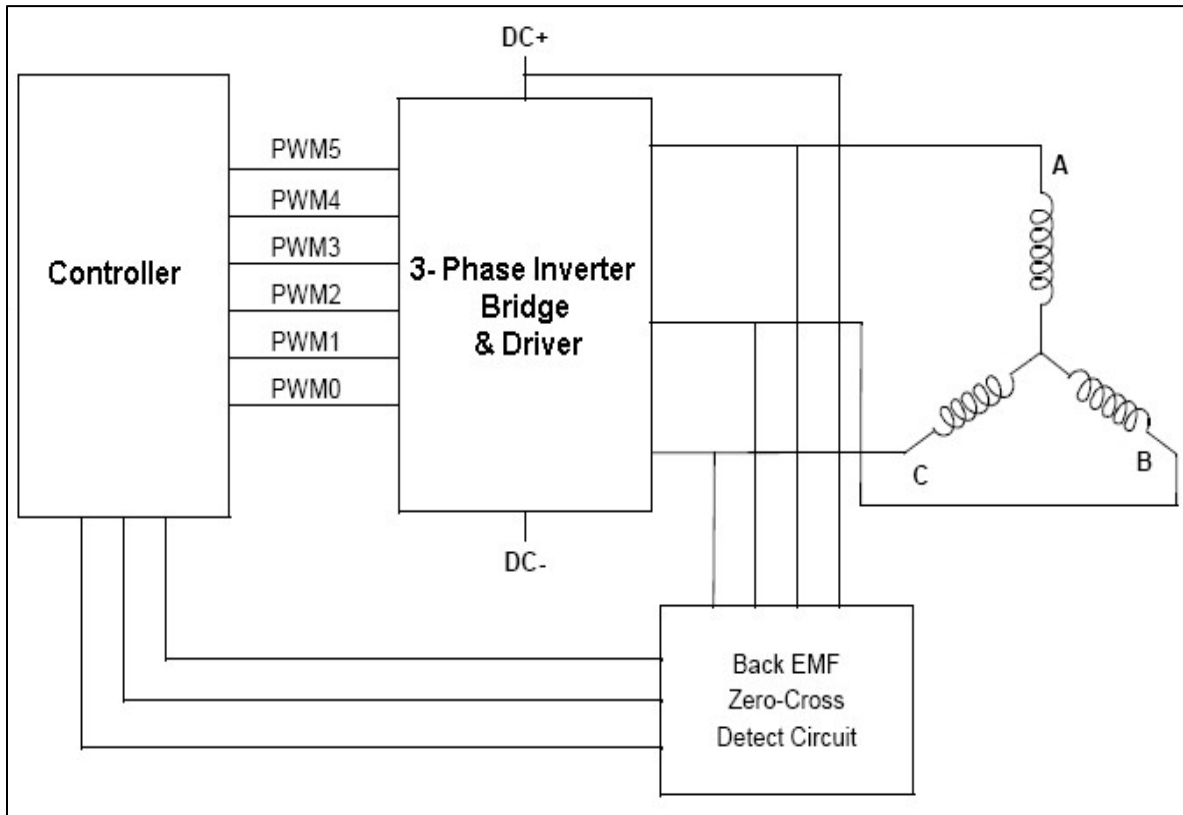 DC+
PWM5
PWM4
PWM3
PWM2
PWM1
PWM0
Controller
3- Phase Inverter
Bridge
& Driver
A
B
C
DC-
Back EMF
Zero-Cross
Detect Circuit